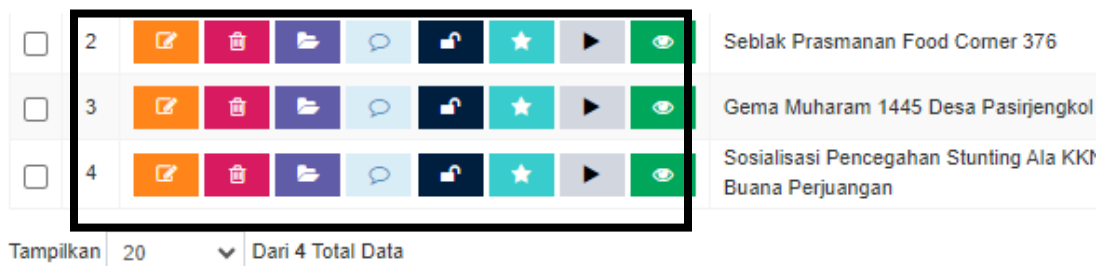 2 Seblak Prasmanan Food Corner 376
3 Gema Muharam 1445 Desa Pasirjengkol
4 Sosialisasi Pencegahan Stunting Ala KKN
Buana Perjuangan
Tampilkan 20 Dari 4 Total Data